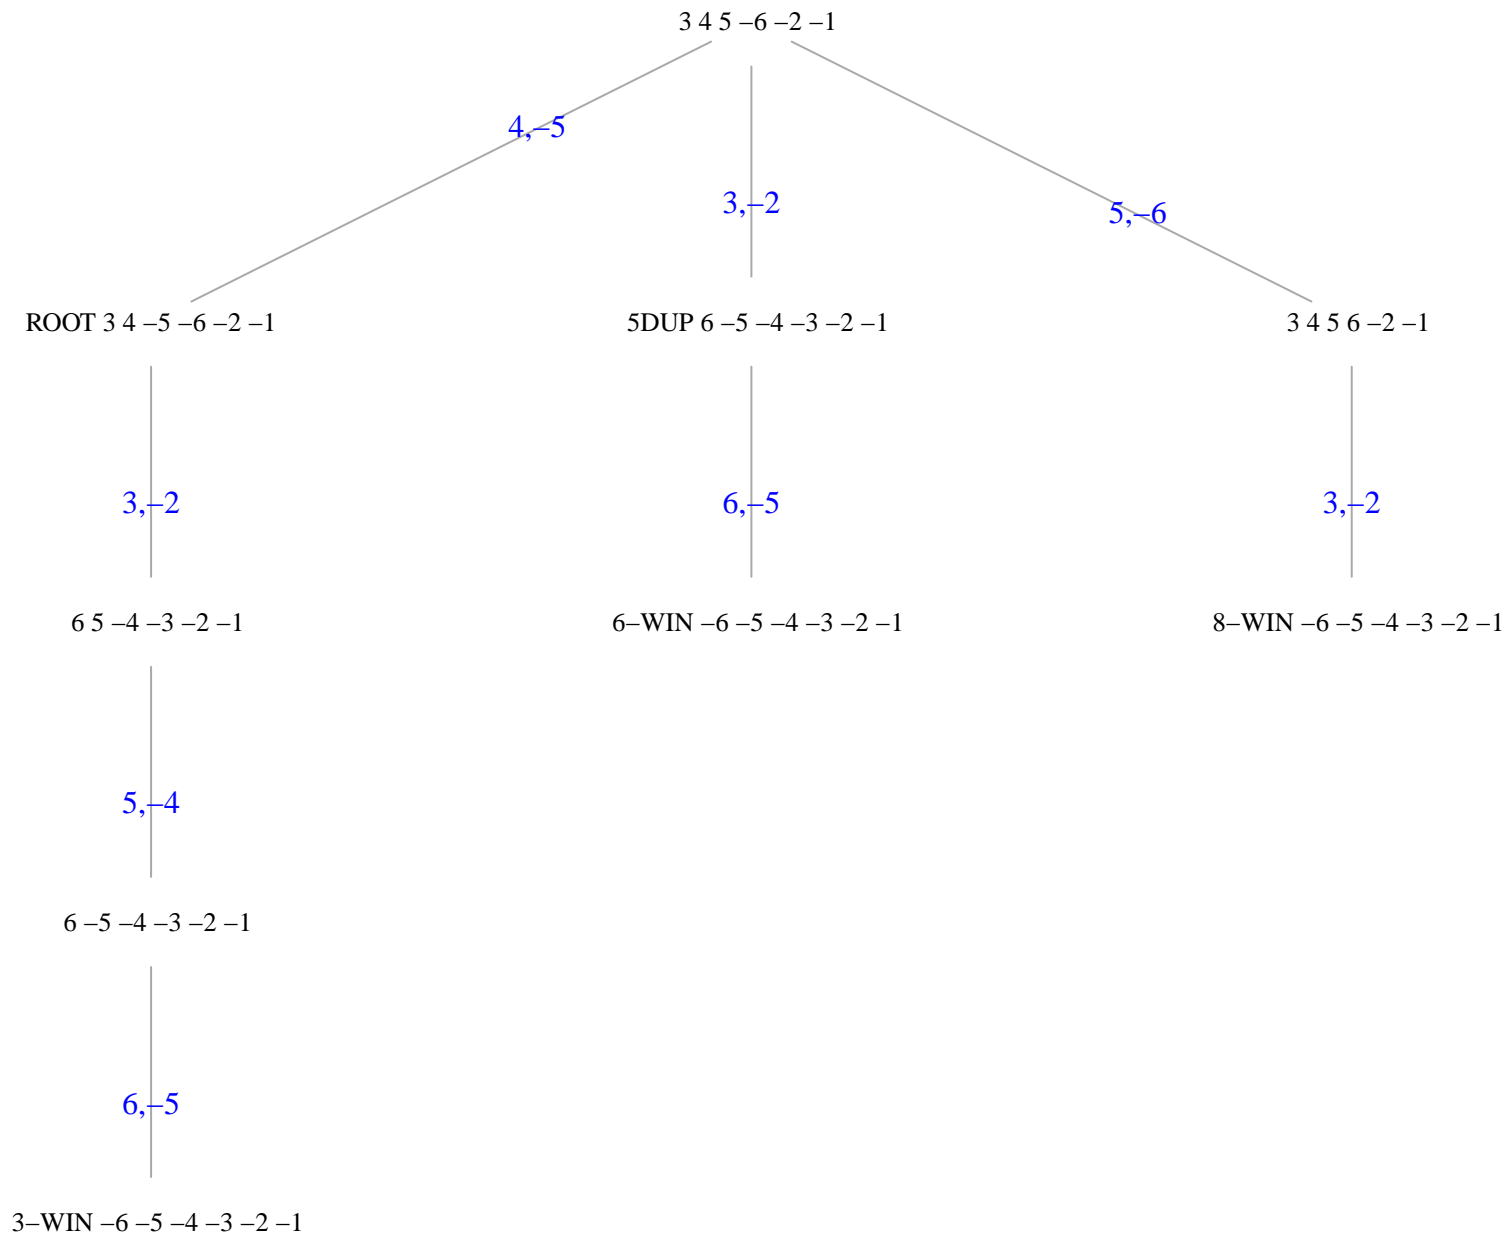 3 4 5 –6 –2 –1
4,–5
3,–2
5,–6
ROOT 3 4 –5 –6 –2 –1
5DUP 6 –5 –4 –3 –2 –1
3 4 5 6 –2 –1
3,–2
6,–5
3,–2
6 5 –4 –3 –2 –1
6–WIN –6 –5 –4 –3 –2 –1
8–WIN –6 –5 –4 –3 –2 –1
5,–4
6 –5 –4 –3 –2 –1
6,–5
3–WIN –6 –5 –4 –3 –2 –1